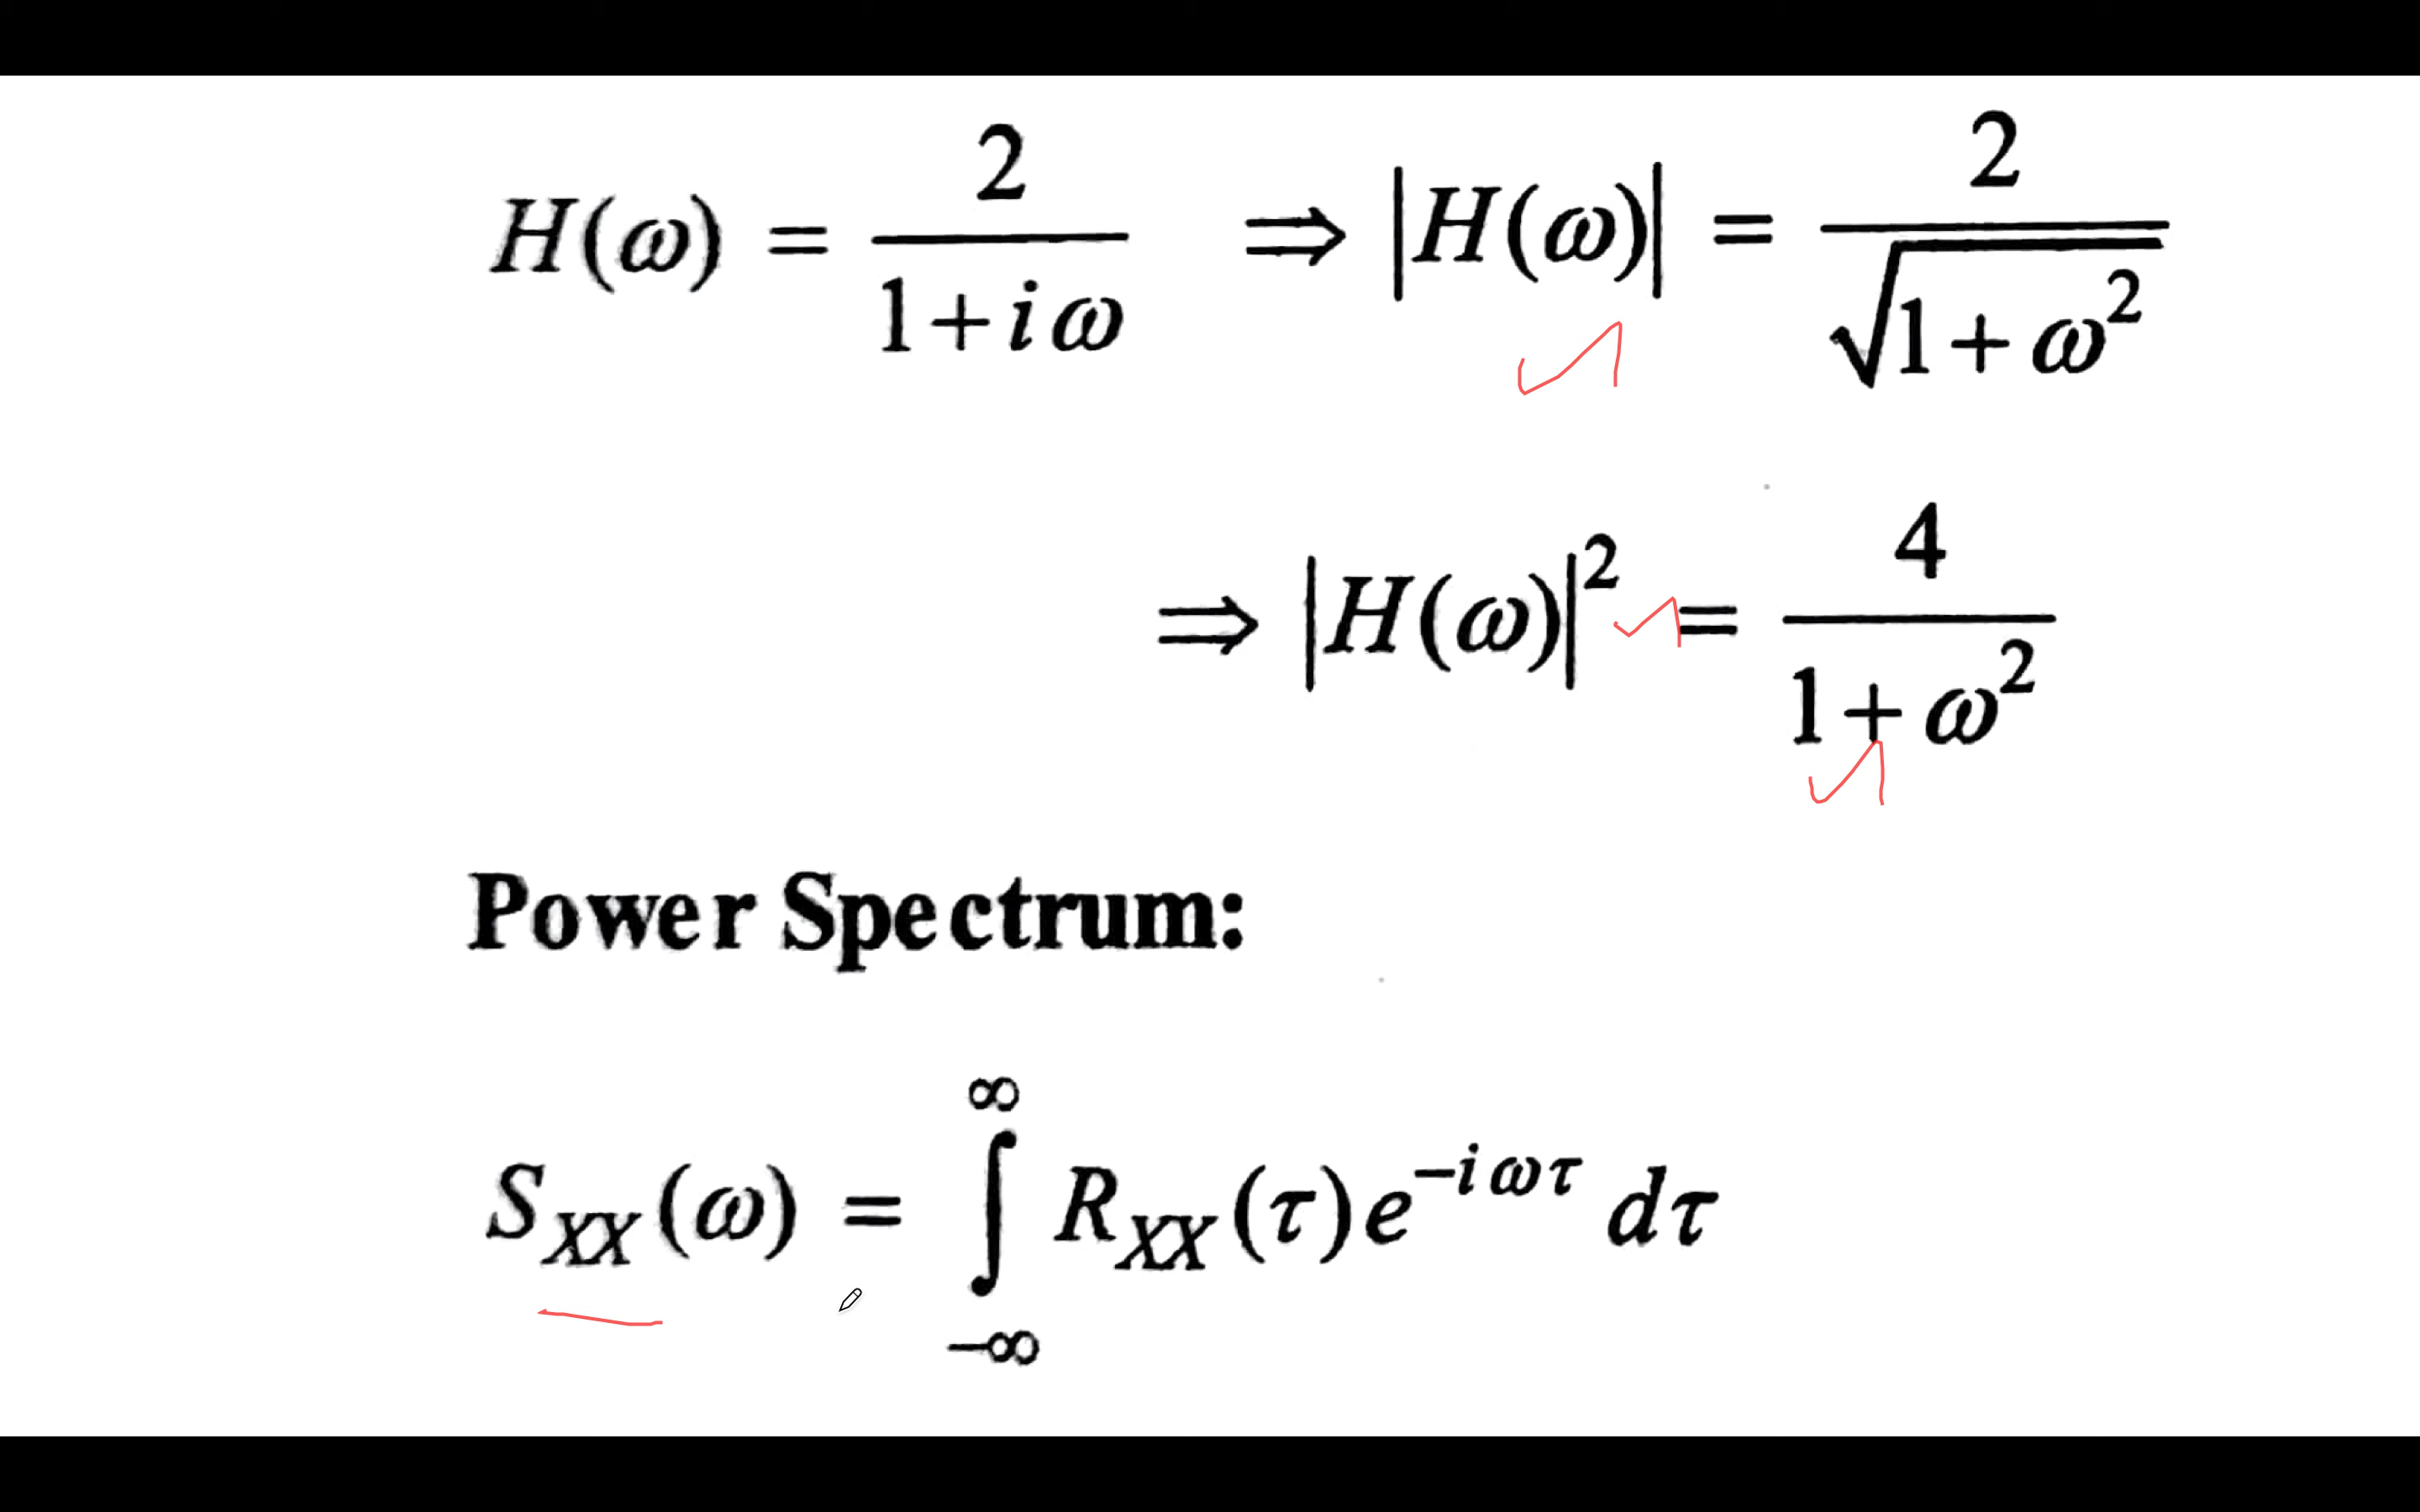 H(ω) = 2/(1+iω) ⇒ |H(ω)| = 2/√(1+ω²)
⇒ |H(ω)|² = 4/(1+ω²)
Power Spectrum:
S_XX(ω) = ∫_{-∞}^{∞} R_XX(τ) e^{-iωτ} dτ